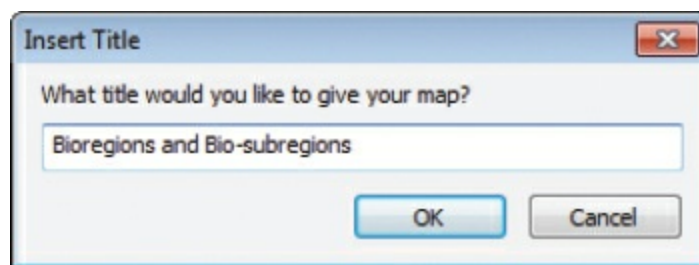 Insert Title
What title would you like to give your map?
Bioregions and Bio-subregions
OK Cancel